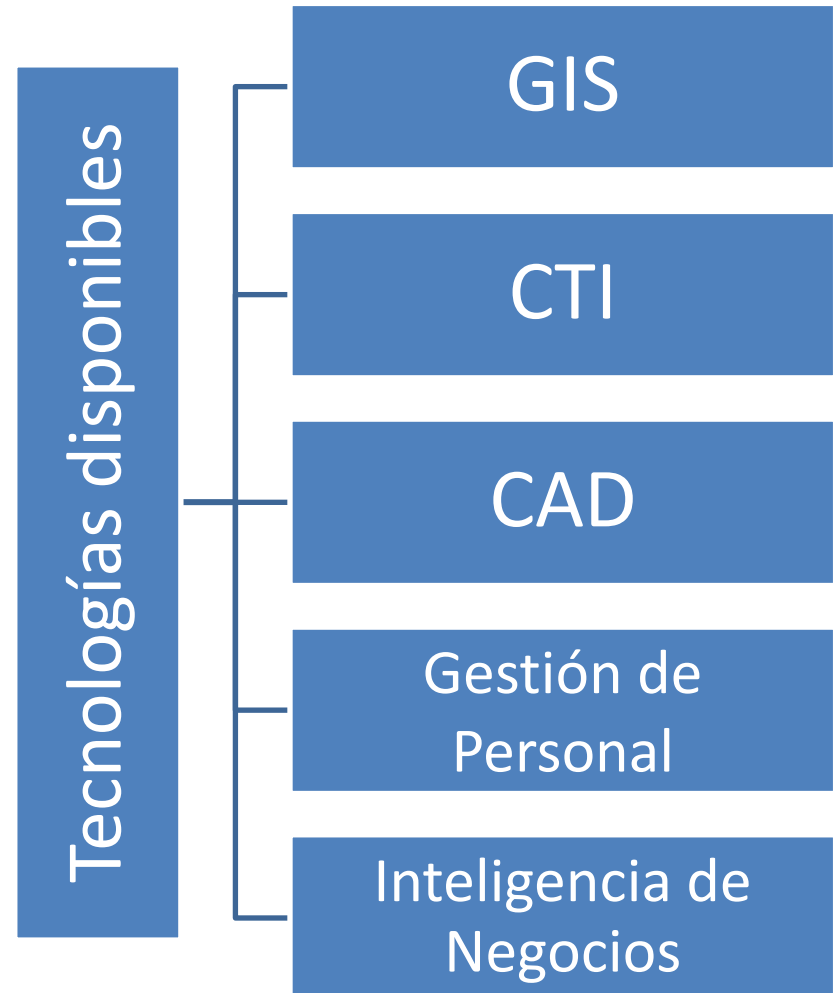 Tecnologías disponibles
GIS
CTI
CAD
Gestión de
Personal
Inteligencia de
Negocios